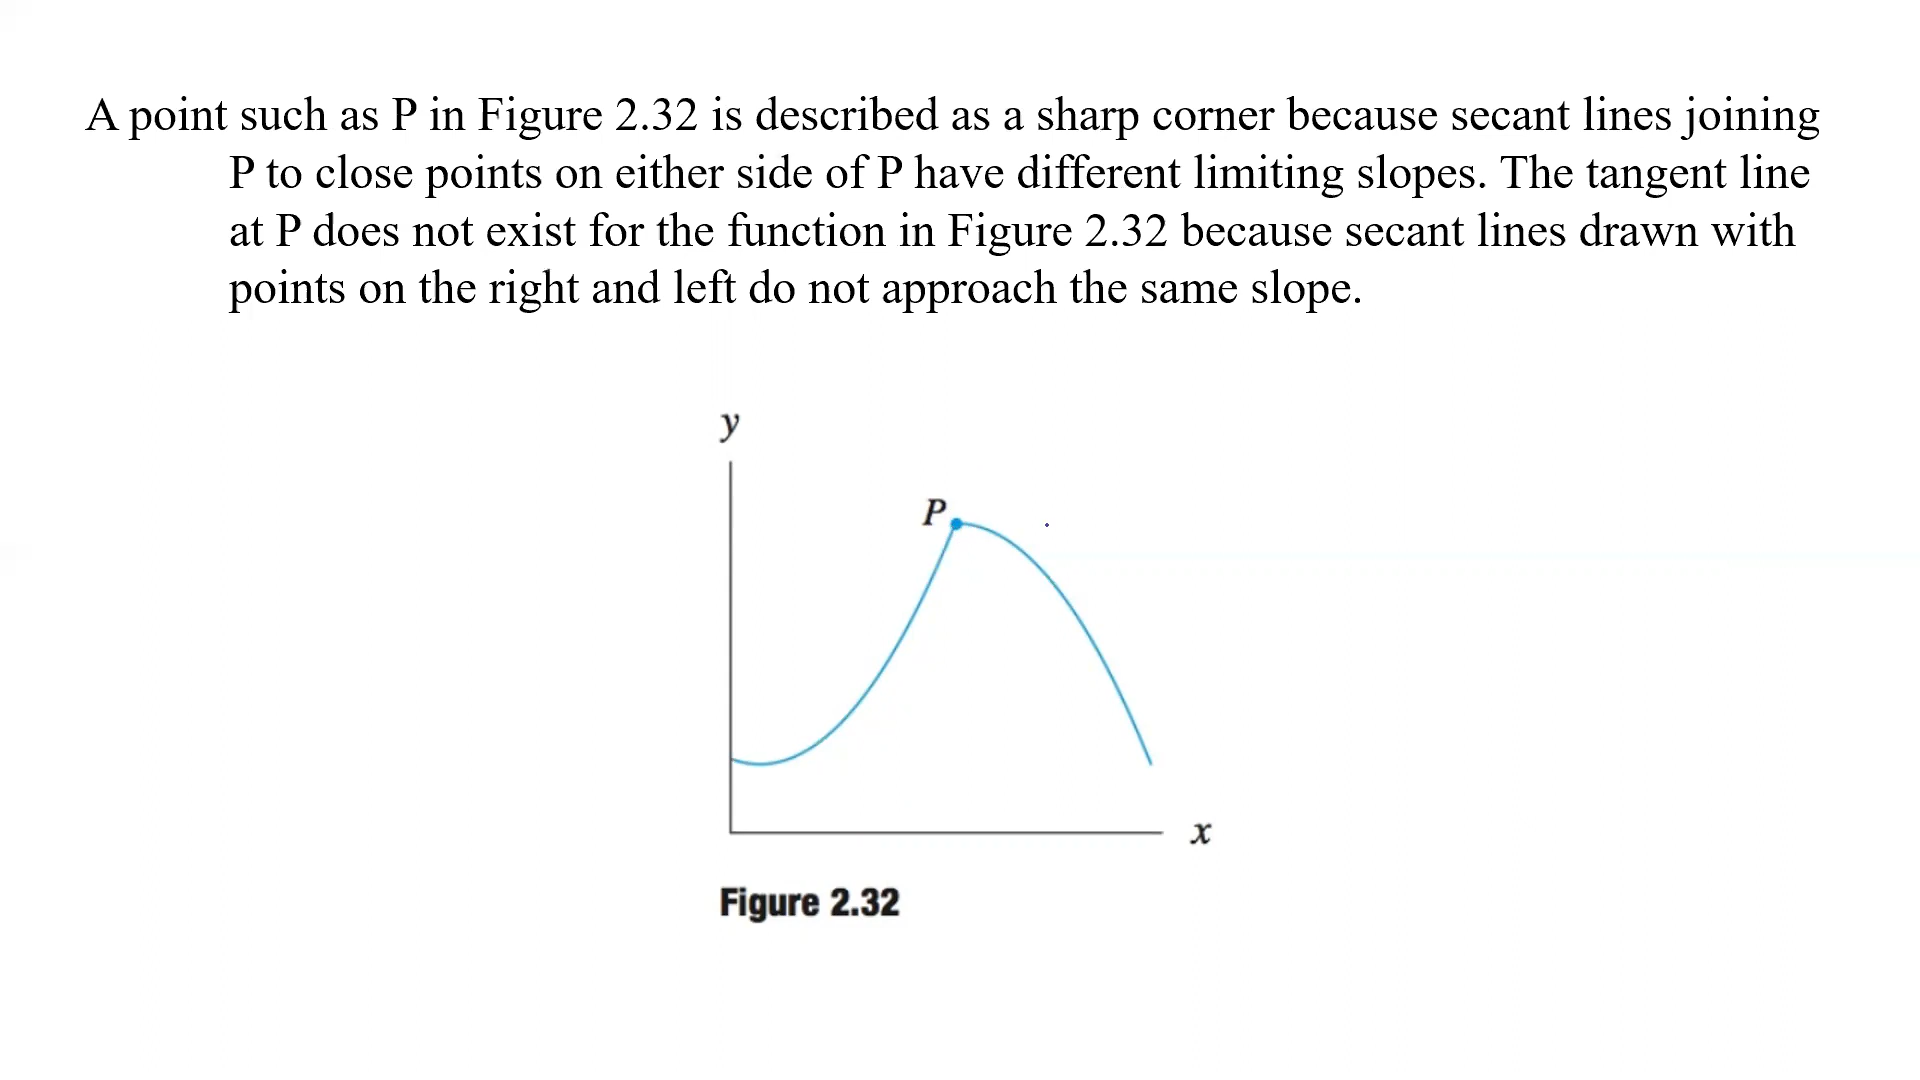 A point such as P in Figure 2.32 is described as a sharp corner because secant lines joining
P to close points on either side of P have different limiting slopes. The tangent line
at P does not exist for the function in Figure 2.32 because secant lines drawn with
points on the right and left do not approach the same slope.
y
P
x
Figure 2.32